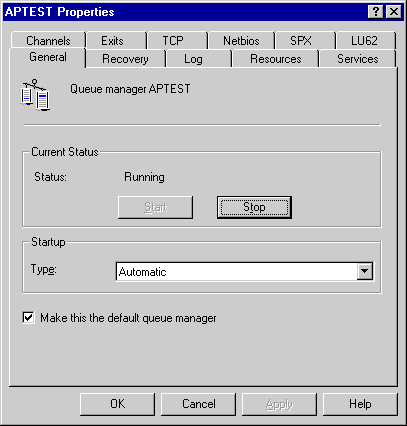 APTEST Properties
Channels Exits TCP Netbios SPX LU62
General Recovery Log Resources Services
Queue manager APTEST
Current Status
Status: Running
Start Stop
Startup
Type: Automatic
Make this the default queue manager
OK Cancel Apply Help